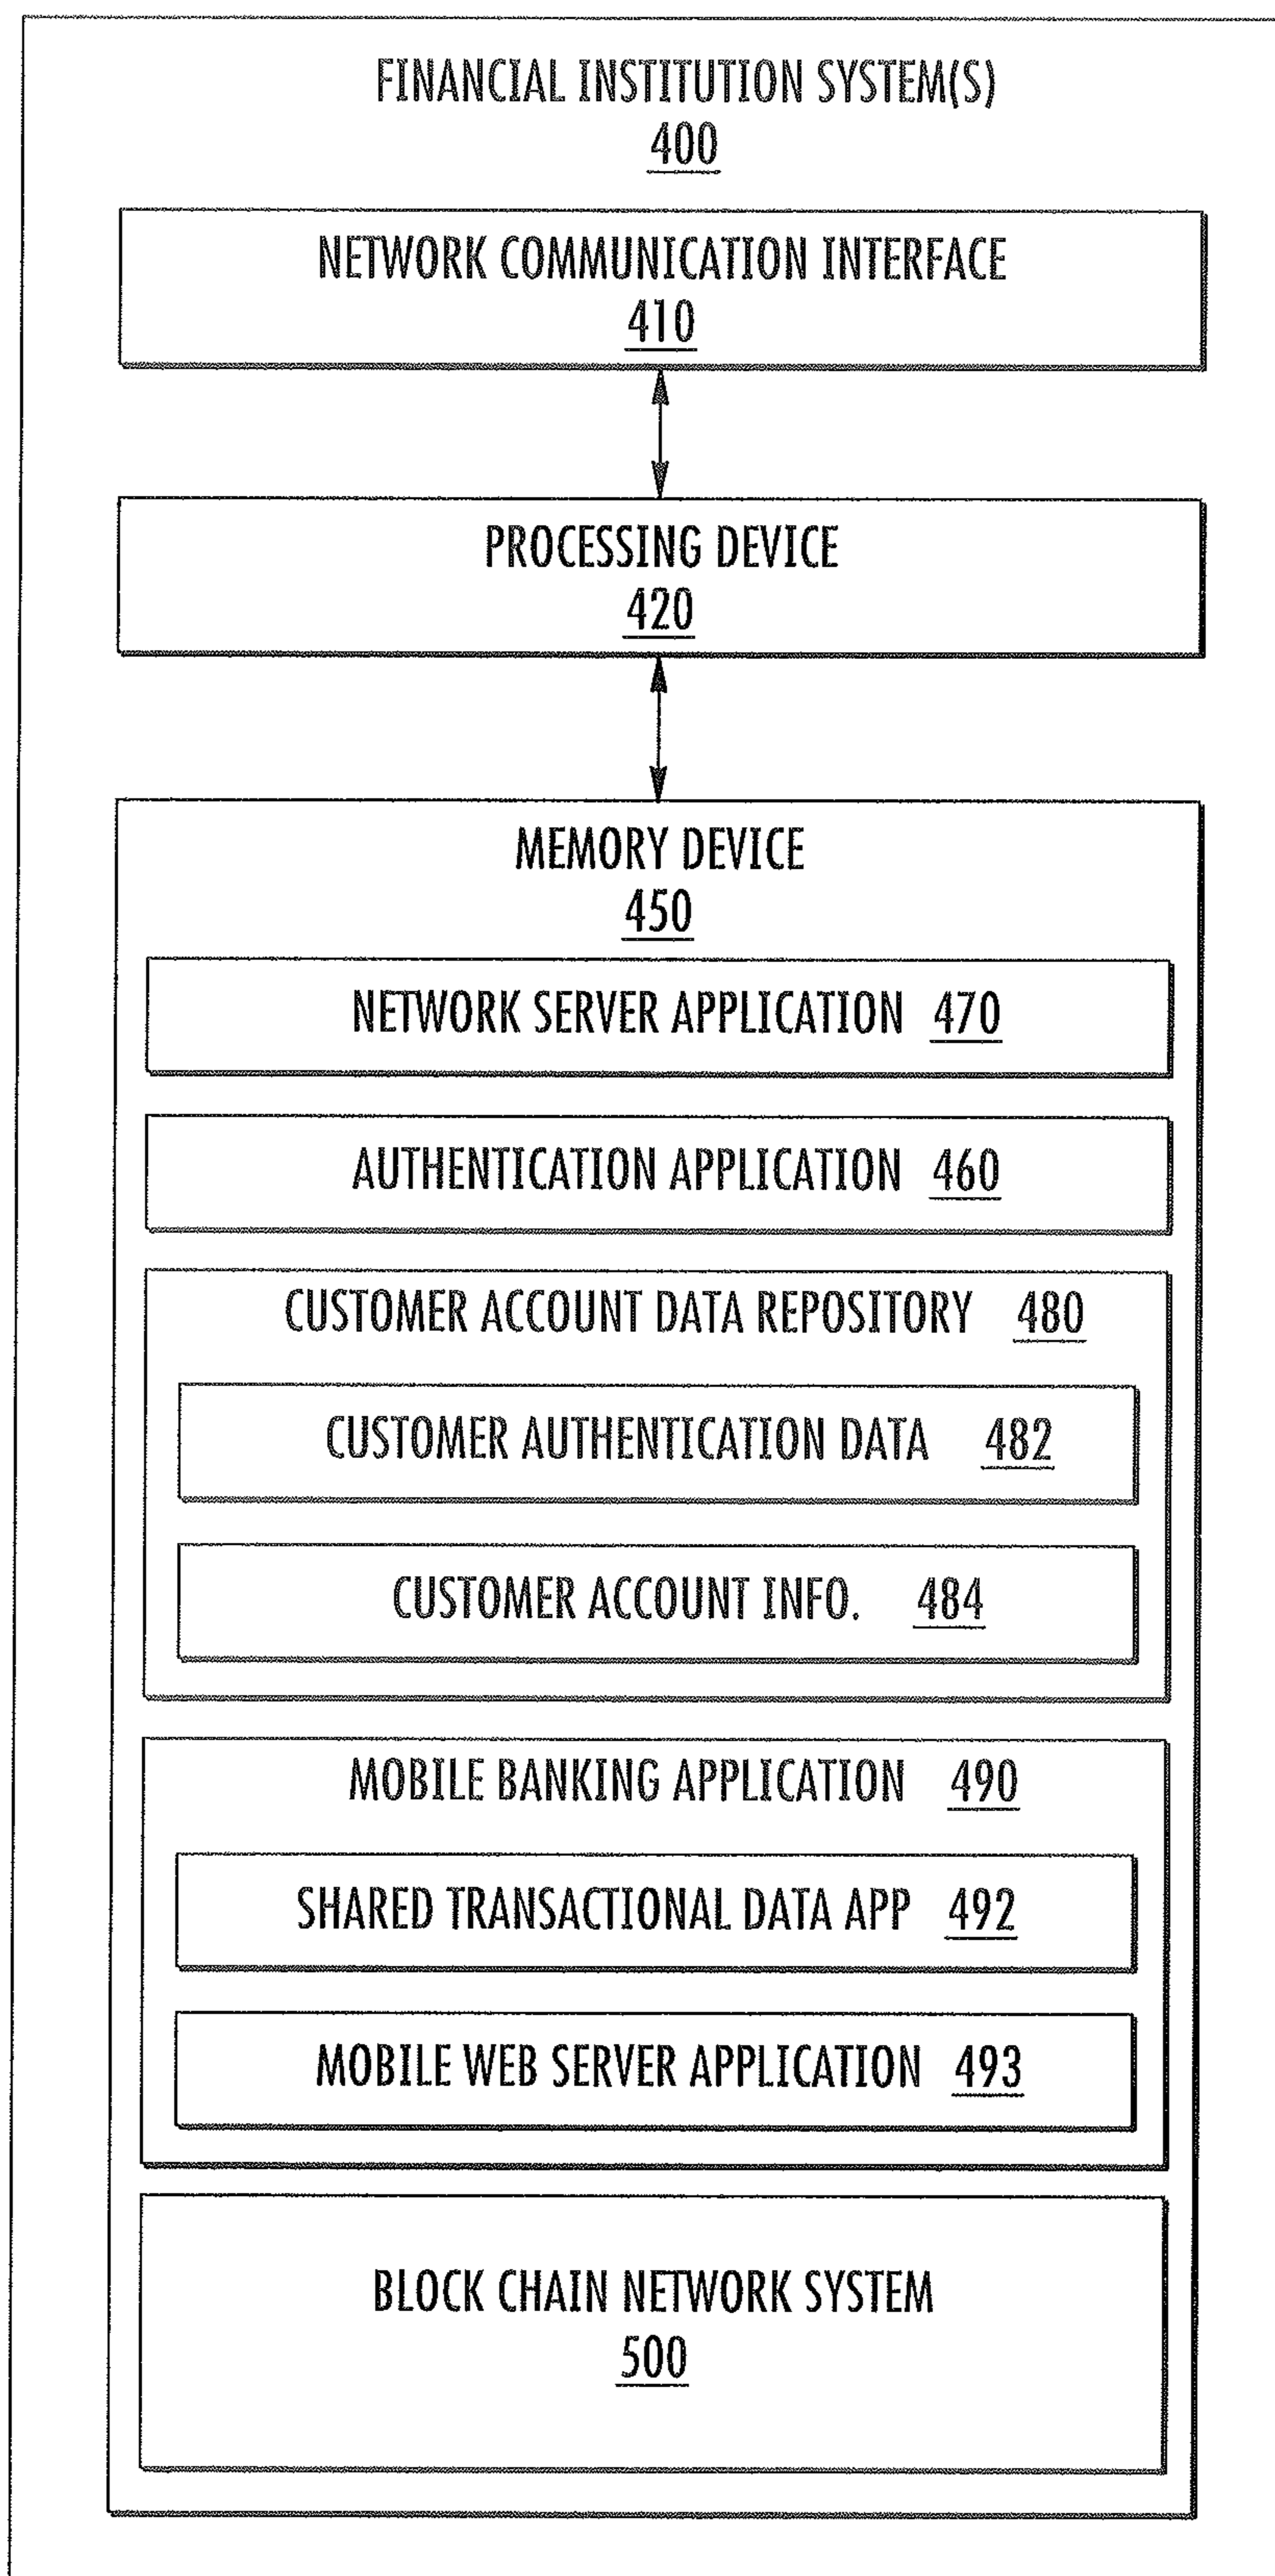 FINANCIAL INSTITUTION SYSTEM(S)
400
NETWORK COMMUNICATION INTERFACE
410
PROCESSING DEVICE
420
MEMORY DEVICE
450
NETWORK SERVER APPLICATION 470
AUTHENTICATION APPLICATION 460
CUSTOMER ACCOUNT DATA REPOSITORY 480
CUSTOMER AUTHENTICATION DATA 482
CUSTOMER ACCOUNT INFO. 484
MOBILE BANKING APPLICATION 490
SHARED TRANSACTIONAL DATA APP 492
MOBILE WEB SERVER APPLICATION 493
BLOCK CHAIN NETWORK SYSTEM
500